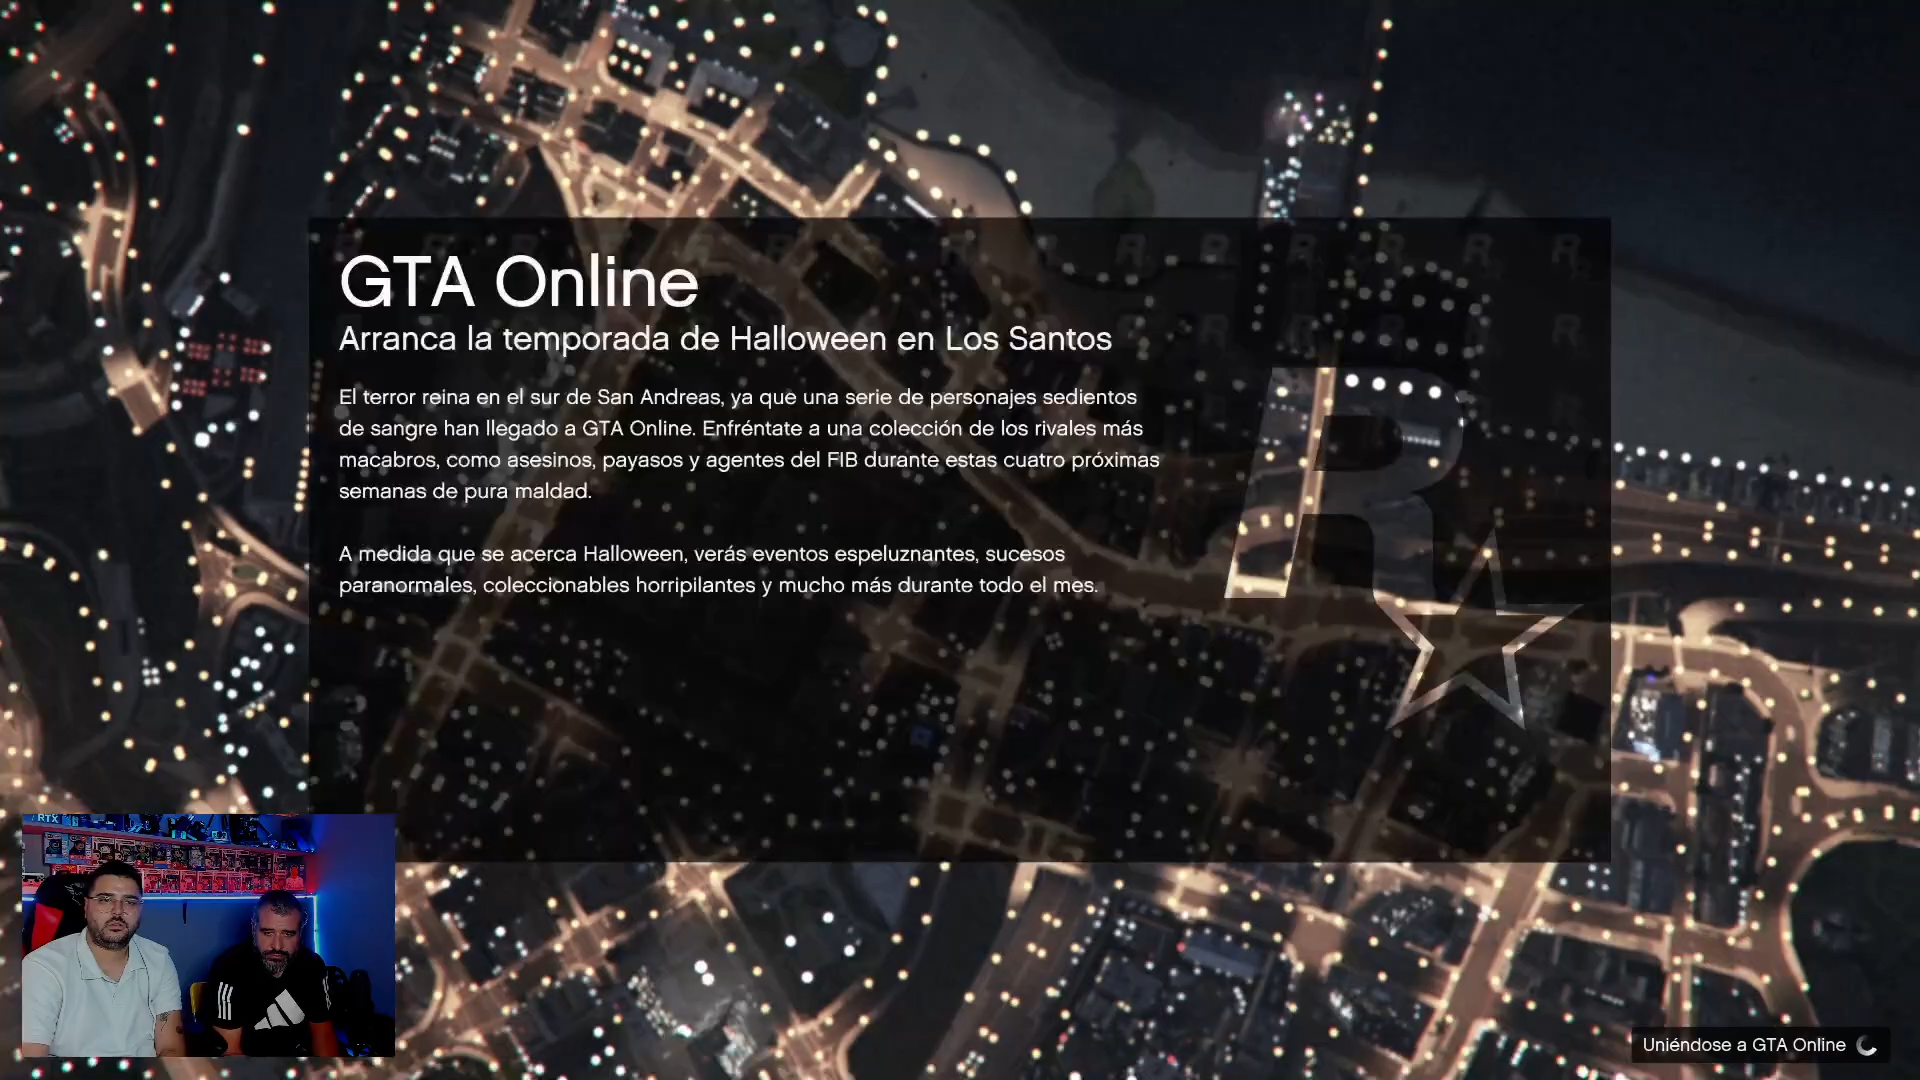 GTA Online
Arranca la temporada de Halloween en Los Santos
El terror reina en el sur de San Andreas, ya que una serie de personajes sedientos
de sangre han llegado a GTA Online. Enfréntate a una colección de los rivales más
macabros, como asesinos, payasos y agentes del FIB durante estas cuatro próximas
semanas de pura maldad.
A medida que se acerca Halloween, verás eventos espeluznantes, sucesos
paranormales, coleccionables horripilantes y mucho más durante todo el mes.
R
RTX
Uniéndose a GTA Online